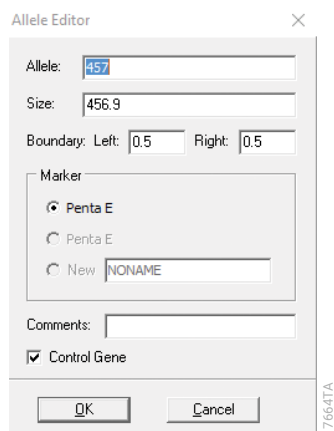 Allele Editor
Allele: 457
Size: 456.9
Boundary: Left: 0.5 Right: 0.5
Marker
Penta E
Penta E
New NONAME
Comments:
Control Gene
OK Cancel
7664TA